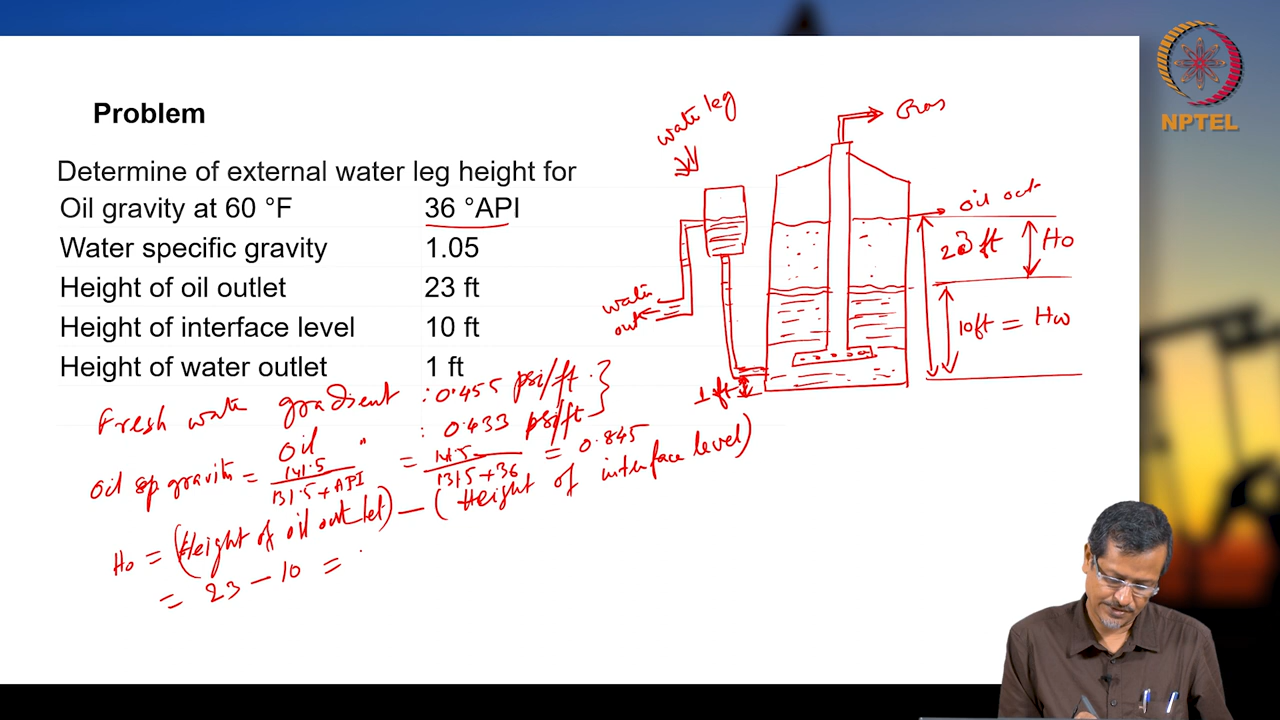 NPTEL
Problem
Determine of external water leg height for
Oil gravity at 60 °F 36 °API
Water specific gravity 1.05
Height of oil outlet 23 ft
Height of interface level 10 ft
Height of water outlet 1 ft
Fresh water gradient : 0.455 psi/ft
Oil " : 0.433 psi/ft
Oil sp gravity = 141.5 / 131.5 + API = 141.5 / 131.5 + 36 = 0.845
Ho = (Height of oil outlet) – (Height of interface level)
= 23 – 10 =
water leg
Gas
oil out
23 ft
Ho
10ft = Hw
water
out
1 ft